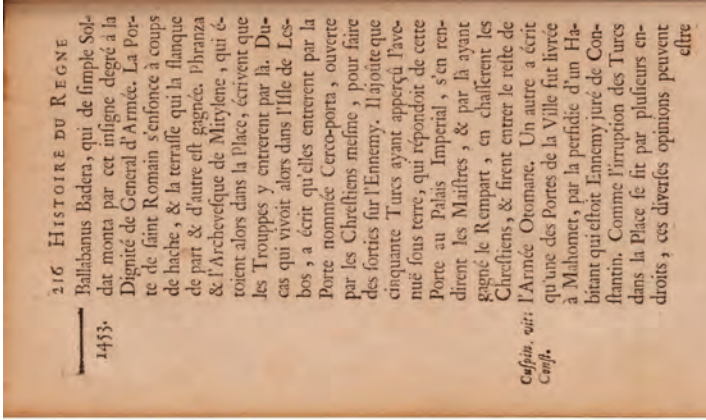 216 HISTOIRE DU REGNE
1453.
Ballabanus Badera, qui de ſimple Sol-
dat monta par cet inſigne degré à la
Dignité de General d'Armée. La Por-
te de ſaint Romain s'enfonce à coups
de hache, & la terraſſe qui la flanque
de part & d'autre eſt gagnée. Phranza
& l'Archeveſque de Mitylene, qui é-
toient alors dans la Place, écrivent que
les Trouppes y entrerent par là. Du-
cas qui vivoit alors dans l'Iſle de Leſ-
bos, a écrit qu'elles entrerent par la
Porte nommée Cerco-porta, ouverte
par les Chreſtiens meſme, pour faire
des ſorties ſur l'Ennemy. Il ajoûte que
cinquante Turcs ayant apperçû l'ave-
nuë ſous terre, qui répondoit de cette
Porte au Palais Imperial, s'en ren-
dirent les Maiſtres, & par là ayant
gagné le Rempart, en chaſſerent les
Chreſtiens, & firent entrer le reſte de
l'Armée Otomane. Un autre a écrit
Cuſpin. vit:
Conſt.
qu'une des Portes de la Ville fut livrée
à Mahomet, par la perfidie d'un Ha-
bitant qui eſtoit Ennemy juré de Con-
ſtantin. Comme l'irruption des Turcs
dans la Place ſe fit par pluſieurs en-
droits, ces diverſes opinions peuvent
eſtre